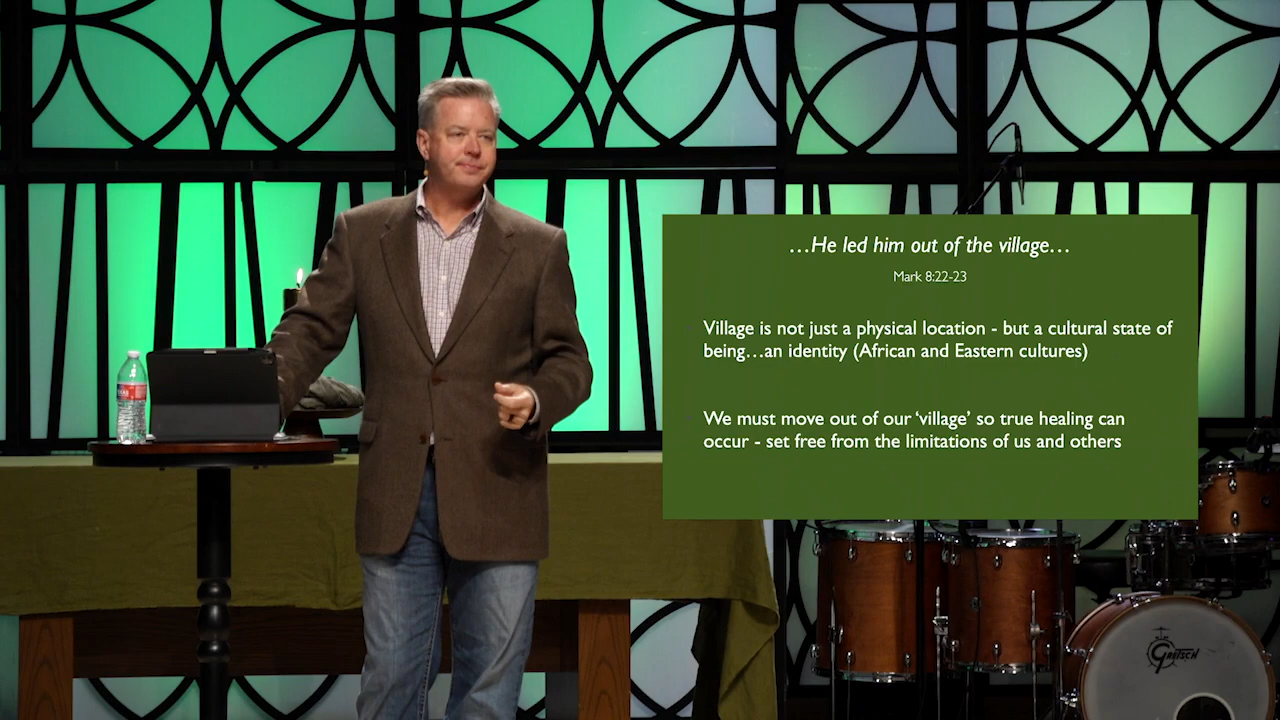 …He led him out of the village…
Mark 8:22-23
Village is not just a physical location - but a cultural state of
being…an identity (African and Eastern cultures)
We must move out of our ‘village’ so true healing can
occur - set free from the limitations of us and others
GRETSCH